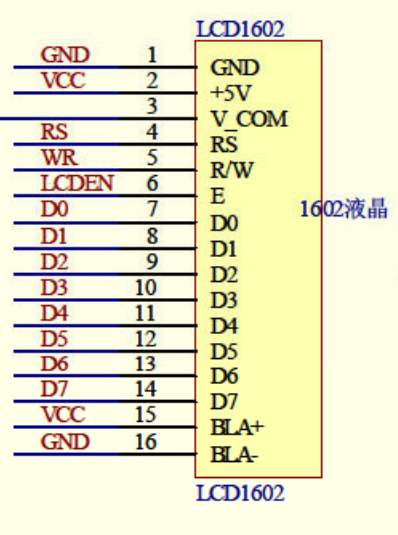 LCD1602
GND 1 GND
VCC 2 +5V
3 V_COM
RS 4 RS
WR 5 R/W
LCDEN 6 E
1602液晶
D0 7 D0
D1 8 D1
D2 9 D2
D3 10 D3
D4 11 D4
D5 12 D5
D6 13 D6
D7 14 D7
VCC 15 BLA+
GND 16 BLA-
LCD1602